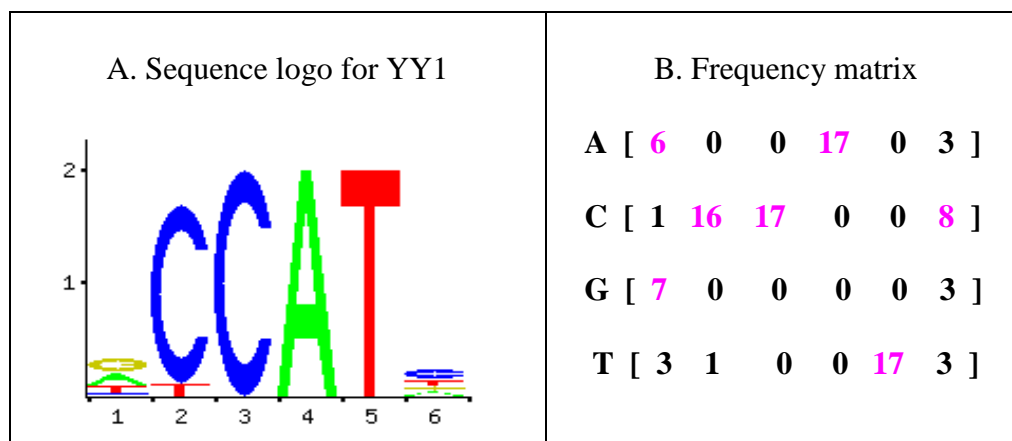 A. Sequence logo for YY1
2
1
C C A T
1 2 3 4 5 6
B. Frequency matrix
A [ 6 0 0 17 0 3 ]
C [ 1 16 17 0 0 8 ]
G [ 7 0 0 0 0 3 ]
T [ 3 1 0 0 17 3 ]